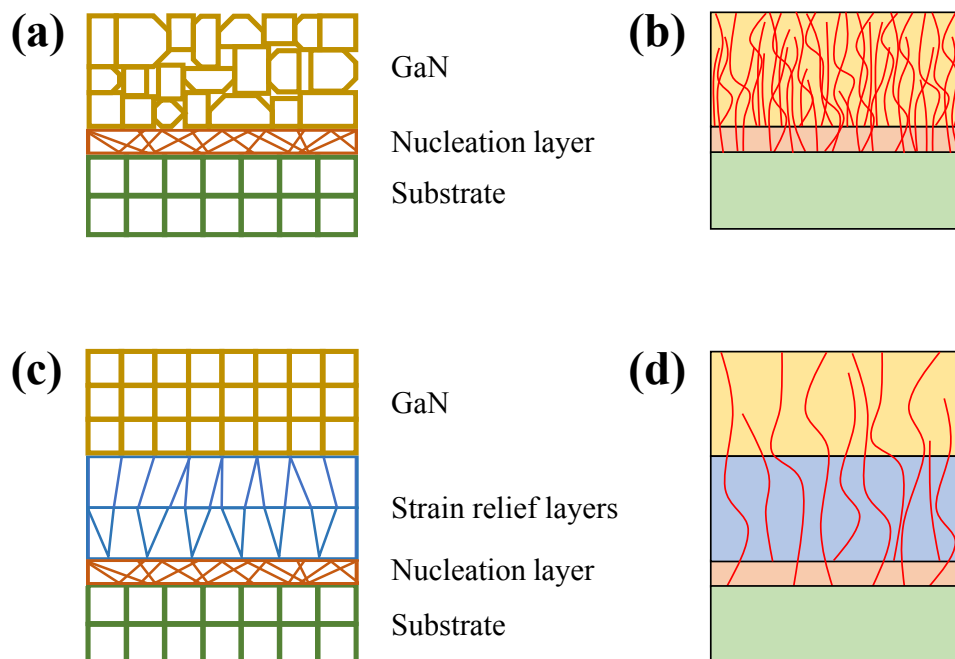 (a)
(b)
GaN
Nucleation layer
Substrate
(c)
(d)
GaN
Strain relief layers
Nucleation layer
Substrate